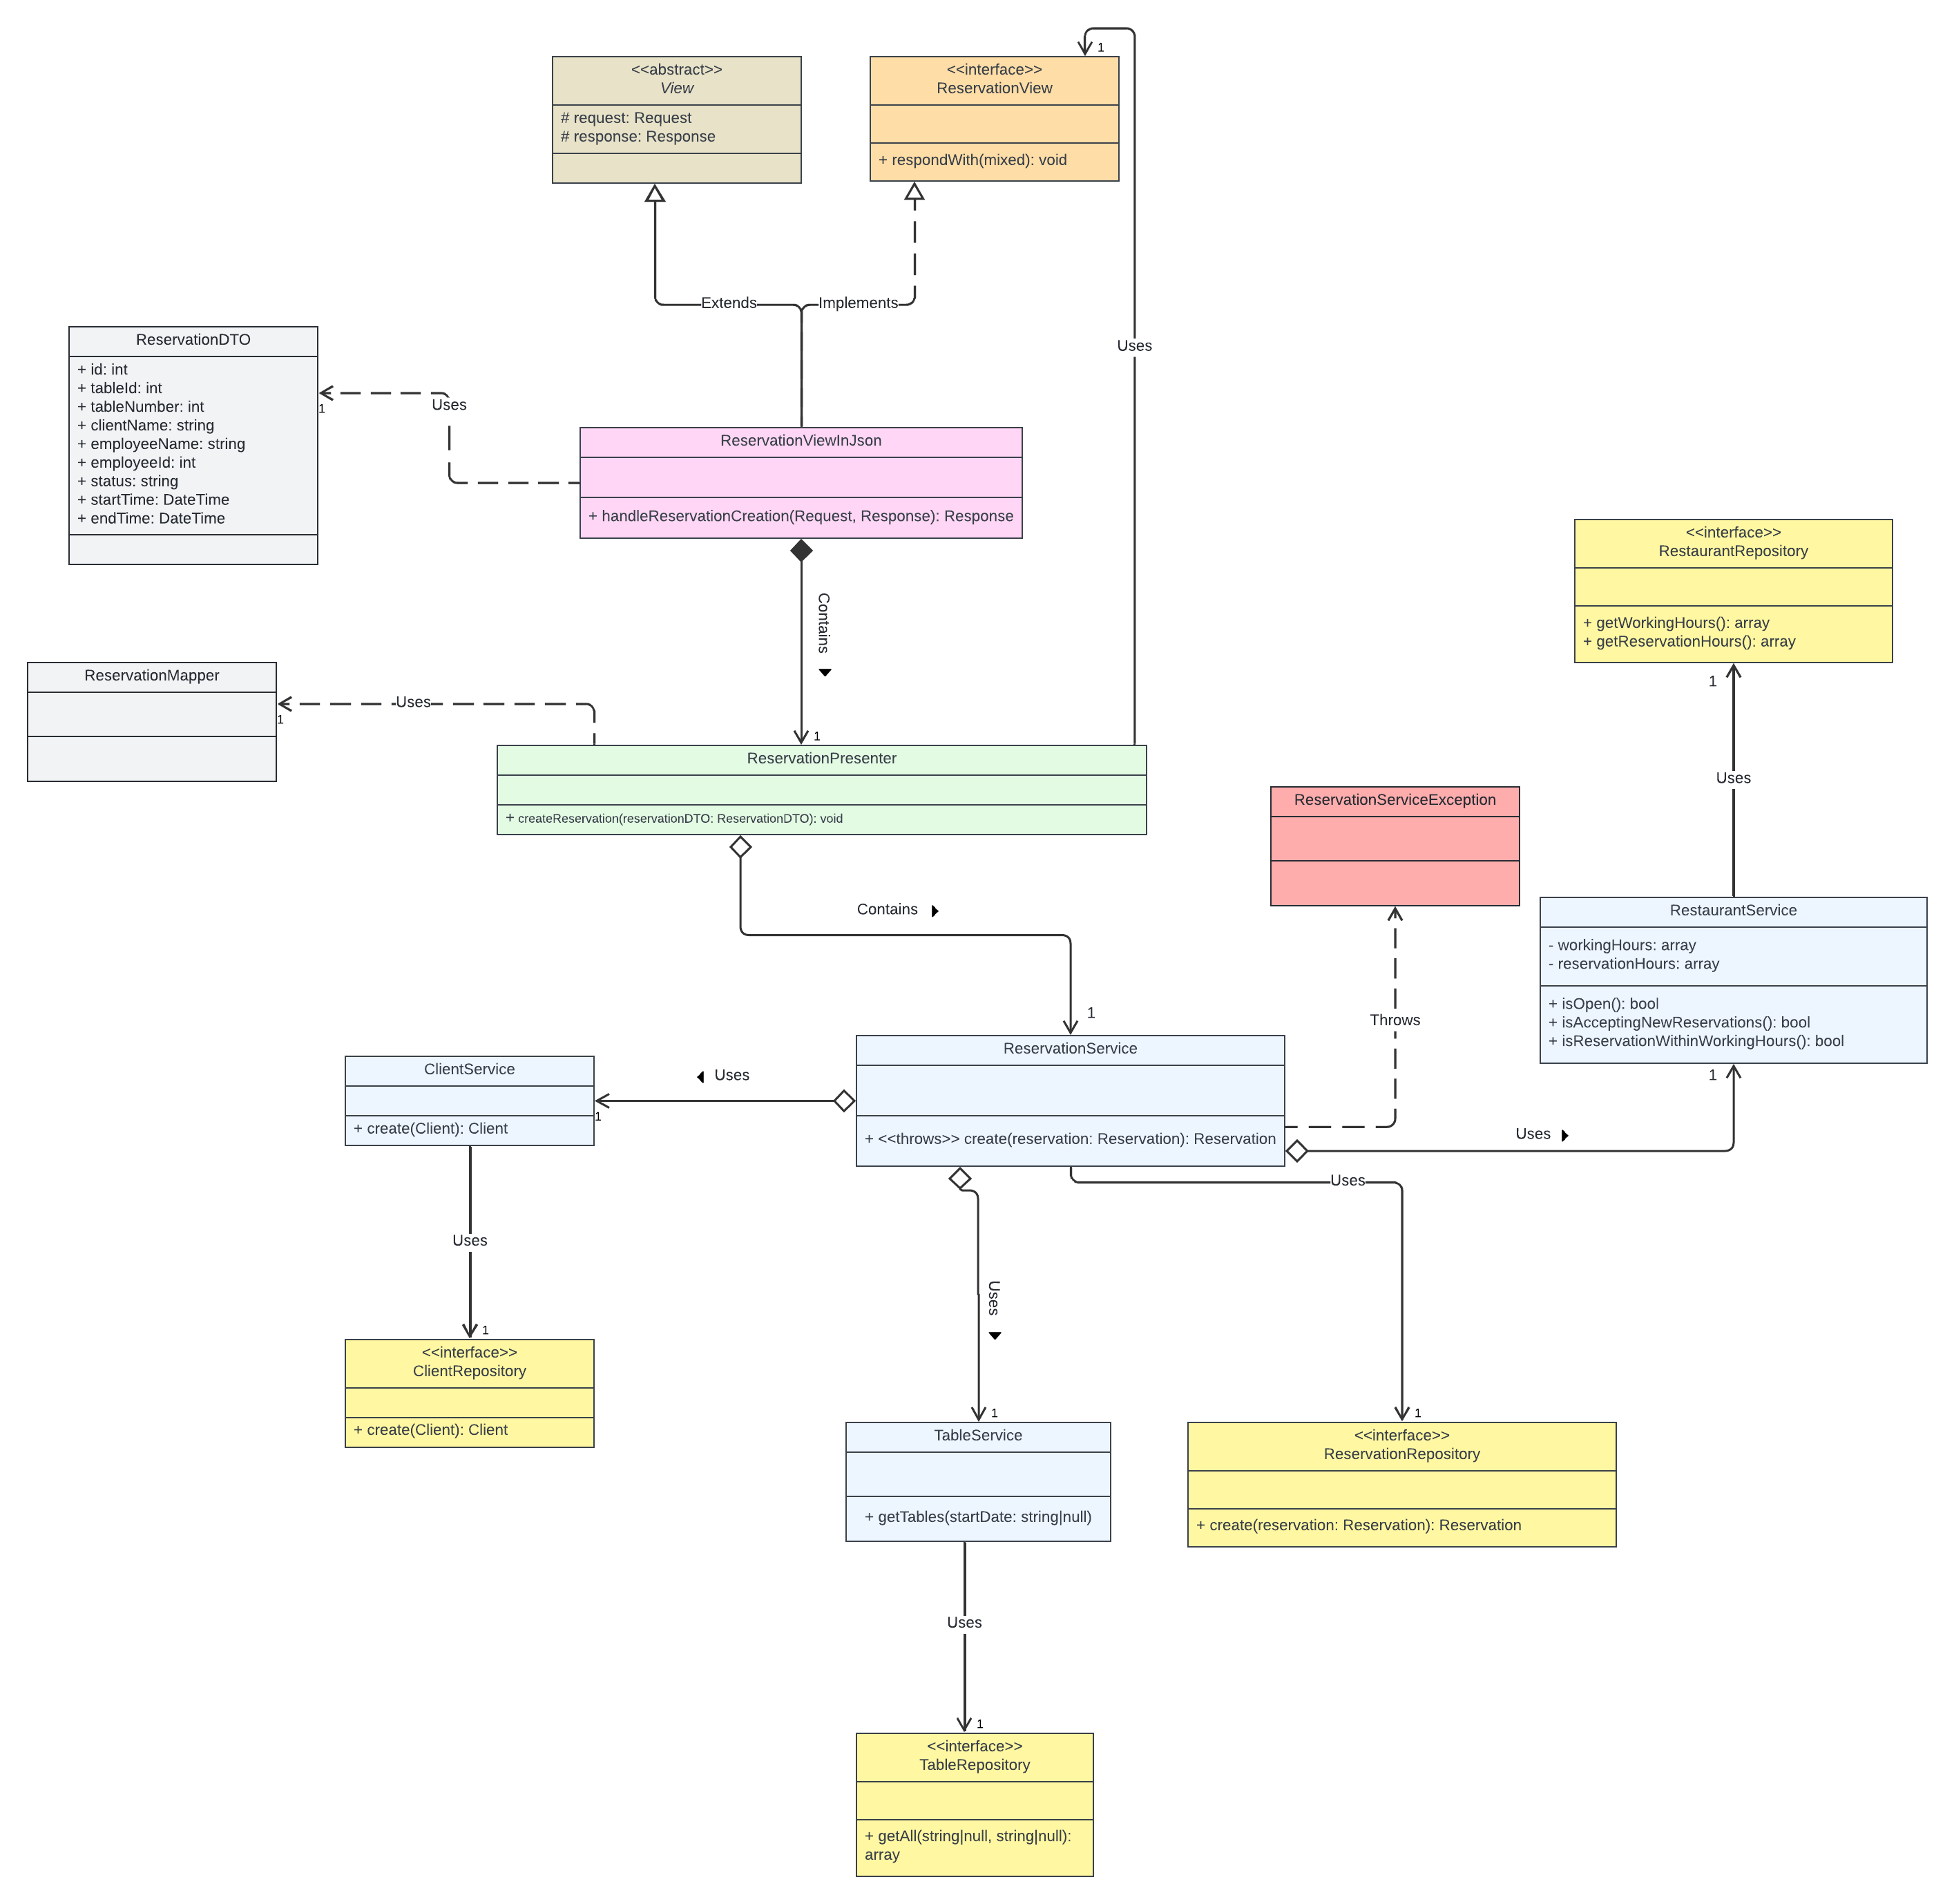 1
<<abstract>>
View
# request: Request
# response: Response
<<interface>>
ReservationView
+ respondWith(mixed): void
Extends
Implements
Uses
ReservationDTO
+ id: int
+ tableId: int
+ tableNumber: int
+ clientName: string
+ employeeName: string
+ employeeId: int
+ status: string
+ startTime: DateTime
+ endTime: DateTime
1
Uses
ReservationViewInJson
+ handleReservationCreation(Request, Response): Response
<<interface>>
RestaurantRepository
+ getWorkingHours(): array
+ getReservationHours(): array
Contains
1
ReservationMapper
1
Uses
1
ReservationPresenter
+ createReservation(reservationDTO: ReservationDTO): void
Uses
ReservationServiceException
Contains
RestaurantService
- workingHours: array
- reservationHours: array
+ isOpen(): bool
+ isAcceptingNewReservations(): bool
+ isReservationWithinWorkingHours(): bool
1
Throws
ReservationService
+ <<throws>> create(reservation: Reservation): Reservation
ClientService
+ create(Client): Client
Uses
1
1
Uses
Uses
Uses
Uses
1
<<interface>>
ClientRepository
+ create(Client): Client
1
1
TableService
+ getTables(startDate: string|null)
<<interface>>
ReservationRepository
+ create(reservation: Reservation): Reservation
Uses
1
<<interface>>
TableRepository
+ getAll(string|null, string|null):
array